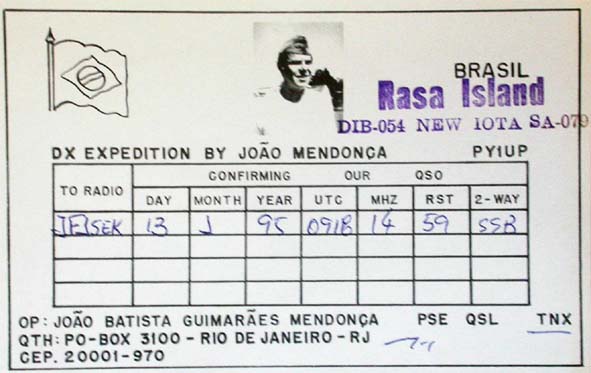 BRASIL
Rasa Island
DIB-054 NEW IOTA SA-079
DX EXPEDITION BY JOÃO MENDONÇA PY1UP
CONFIRMING OUR QSO
TO RADIO DAY MONTH YEAR UTC MHZ RST 2-WAY
JF1SEK 13 J 95 0918 14 59 SSB
OP: JOÃO BATISTA GUIMARÃES MENDONÇA PSE QSL TNX
QTH: PO-BOX 3100 - RIO DE JANEIRO - RJ
CEP. 20001-970